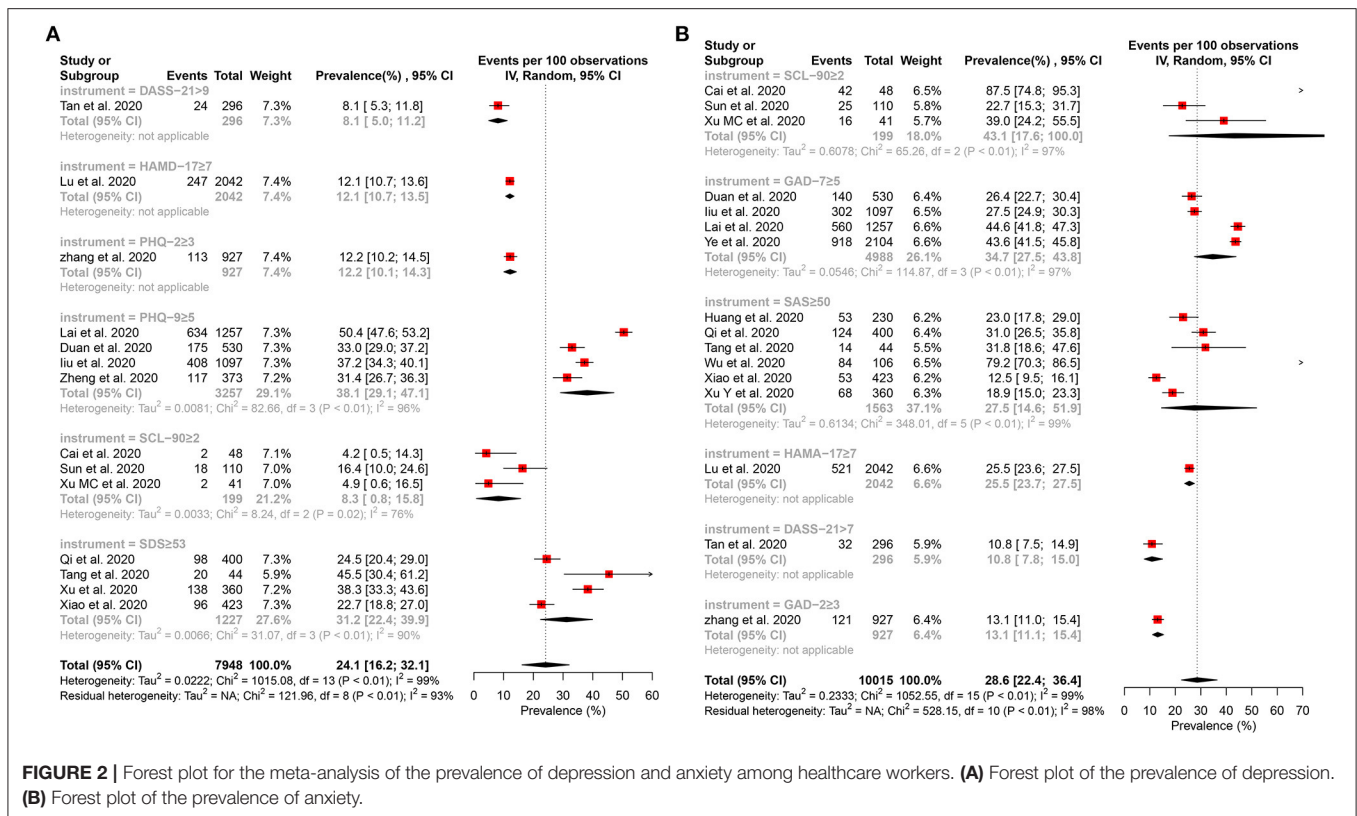 A
Study or
Subgroup Events Total Weight Prevalence(%) , 95% CI
Events per 100 observations
IV, Random, 95% CI
instrument = DASS−21>9
Tan et al. 2020 24 296 7.3% 8.1 [ 5.3; 11.8]
Total (95% CI) 296 7.3% 8.1 [ 5.0; 11.2]
Heterogeneity: not applicable
instrument = HAMD−17≥7
Lu et al. 2020 247 2042 7.4% 12.1 [10.7; 13.6]
Total (95% CI) 2042 7.4% 12.1 [10.7; 13.5]
Heterogeneity: not applicable
instrument = PHQ−2≥3
zhang et al. 2020 113 927 7.4% 12.2 [10.2; 14.5]
Total (95% CI) 927 7.4% 12.2 [10.1; 14.3]
Heterogeneity: not applicable
instrument = PHQ−9≥5
Lai et al. 2020 634 1257 7.3% 50.4 [47.6; 53.2]
Duan et al. 2020 175 530 7.3% 33.0 [29.0; 37.2]
liu et al. 2020 408 1097 7.3% 37.2 [34.3; 40.1]
Zheng et al. 2020 117 373 7.2% 31.4 [26.7; 36.3]
Total (95% CI) 3257 29.1% 38.1 [29.1; 47.1]
Heterogeneity: Tau² = 0.0081; Chi² = 82.66, df = 3 (P < 0.01); I² = 96%
instrument = SCL−90≥2
Cai et al. 2020 2 48 7.1% 4.2 [ 0.5; 14.3]
Sun et al. 2020 18 110 7.0% 16.4 [10.0; 24.6]
Xu MC et al. 2020 2 41 7.0% 4.9 [ 0.6; 16.5]
Total (95% CI) 199 21.2% 8.3 [ 0.8; 15.8]
Heterogeneity: Tau² = 0.0033; Chi² = 8.24, df = 2 (P = 0.02); I² = 76%
instrument = SDS≥53
Qi et al. 2020 98 400 7.3% 24.5 [20.4; 29.0]
Tang et al. 2020 20 44 5.9% 45.5 [30.4; 61.2]
Xu et al. 2020 138 360 7.2% 38.3 [33.3; 43.6]
Xiao et al. 2020 96 423 7.3% 22.7 [18.8; 27.0]
Total (95% CI) 1227 27.6% 31.2 [22.4; 39.9]
Heterogeneity: Tau² = 0.0066; Chi² = 31.07, df = 3 (P < 0.01); I² = 90%
Total (95% CI) 7948 100.0% 24.1 [16.2; 32.1]
Heterogeneity: Tau² = 0.0222; Chi² = 1015.08, df = 13 (P < 0.01); I² = 99%
Residual heterogeneity: Tau² = NA; Chi² = 121.96, df = 8 (P < 0.01); I² = 93%
0 10 20 30 40 50 60
Prevalence (%)
B
Study or
Subgroup Events Total Weight Prevalence(%) , 95% CI
Events per 100 observations
IV, Random, 95% CI
instrument = SCL−90≥2
Cai et al. 2020 42 48 6.5% 87.5 [74.8; 95.3]
Sun et al. 2020 25 110 5.8% 22.7 [15.3; 31.7]
Xu MC et al. 2020 16 41 5.7% 39.0 [24.2; 55.5]
Total (95% CI) 199 18.0% 43.1 [17.6; 100.0]
Heterogeneity: Tau² = 0.6078; Chi² = 65.26, df = 2 (P < 0.01); I² = 97%
instrument = GAD−7≥5
Duan et al. 2020 140 530 6.4% 26.4 [22.7; 30.4]
liu et al. 2020 302 1097 6.5% 27.5 [24.9; 30.3]
Lai et al. 2020 560 1257 6.6% 44.6 [41.8; 47.3]
Ye et al. 2020 918 2104 6.6% 43.6 [41.5; 45.8]
Total (95% CI) 4988 26.1% 34.7 [27.5; 43.8]
Heterogeneity: Tau² = 0.0546; Chi² = 114.87, df = 3 (P < 0.01); I² = 97%
instrument = SAS≥50
Huang et al. 2020 53 230 6.2% 23.0 [17.8; 29.0]
Qi et al. 2020 124 400 6.4% 31.0 [26.5; 35.8]
Tang et al. 2020 14 44 5.5% 31.8 [18.6; 47.6]
Wu et al. 2020 84 106 6.6% 79.2 [70.3; 86.5]
Xiao et al. 2020 53 423 6.2% 12.5 [ 9.5; 16.1]
Xu Y et al. 2020 68 360 6.3% 18.9 [15.0; 23.3]
Total (95% CI) 1563 37.1% 27.5 [14.6; 51.9]
Heterogeneity: Tau² = 0.6134; Chi² = 348.01, df = 5 (P < 0.01); I² = 99%
instrument = HAMA−17≥7
Lu et al. 2020 521 2042 6.6% 25.5 [23.6; 27.5]
Total (95% CI) 2042 6.6% 25.5 [23.7; 27.5]
Heterogeneity: not applicable
instrument = DASS−21>7
Tan et al. 2020 32 296 5.9% 10.8 [ 7.5; 14.9]
Total (95% CI) 296 5.9% 10.8 [ 7.8; 15.0]
Heterogeneity: not applicable
instrument = GAD−2≥3
zhang et al. 2020 121 927 6.4% 13.1 [11.0; 15.4]
Total (95% CI) 927 6.4% 13.1 [11.1; 15.4]
Heterogeneity: not applicable
Total (95% CI) 10015 100.0% 28.6 [22.4; 36.4]
Heterogeneity: Tau² = 0.2333; Chi² = 1052.55, df = 15 (P < 0.01); I² = 99%
Residual heterogeneity: Tau² = NA; Chi² = 528.15, df = 10 (P < 0.01); I² = 98%
0 10 20 30 40 50 60 70
Prevalence (%)
FIGURE 2 | Forest plot for the meta-analysis of the prevalence of depression and anxiety among healthcare workers. (A) Forest plot of the prevalence of depression.
(B) Forest plot of the prevalence of anxiety.